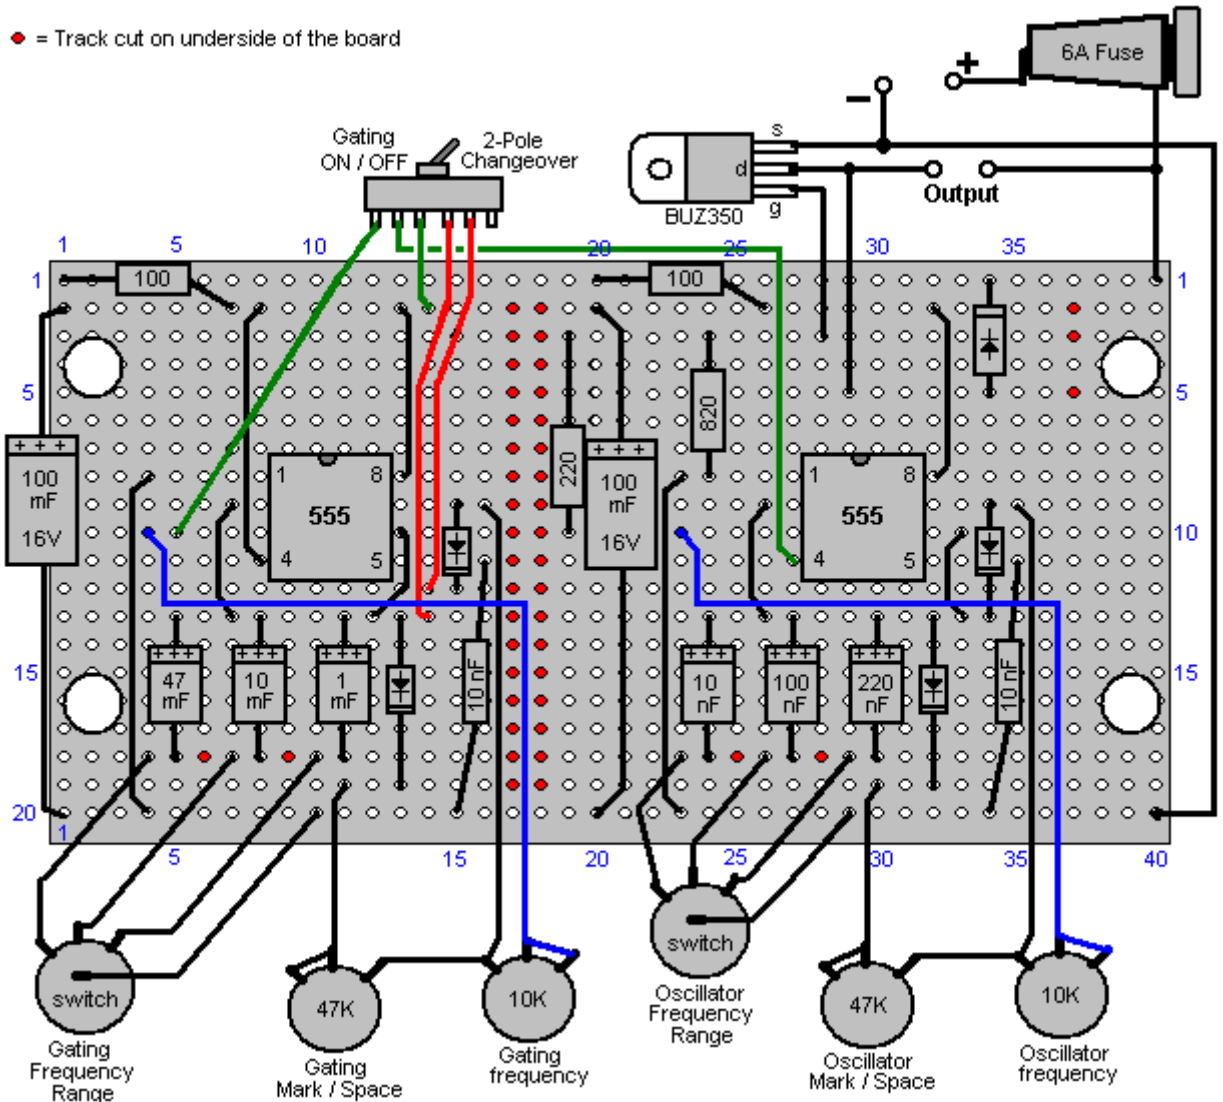 = Track cut on underside of the board
6A Fuse
+
−
Gating
ON / OFF
2-Pole
Changeover
s
d
g
BUZ350
Output
1
5
10
20
25
30
35
1
1
100
100
5
5
+ + +
100
mF
16V
1
8
555
4
5
220
+ + +
100
mF
16V
820
1
8
555
4
5
10
15
15
+++
47
mF
+++
10
mF
+++
1
mF
10 nF
+++
10
nF
+++
100
nF
+++
220
nF
10 nF
20
1
5
15
20
25
30
35
40
switch
Gating
Frequency
Range
47K
Gating
Mark / Space
10K
Gating
frequency
switch
Oscillator
Frequency
Range
47K
Oscillator
Mark / Space
10K
Oscillator
frequency